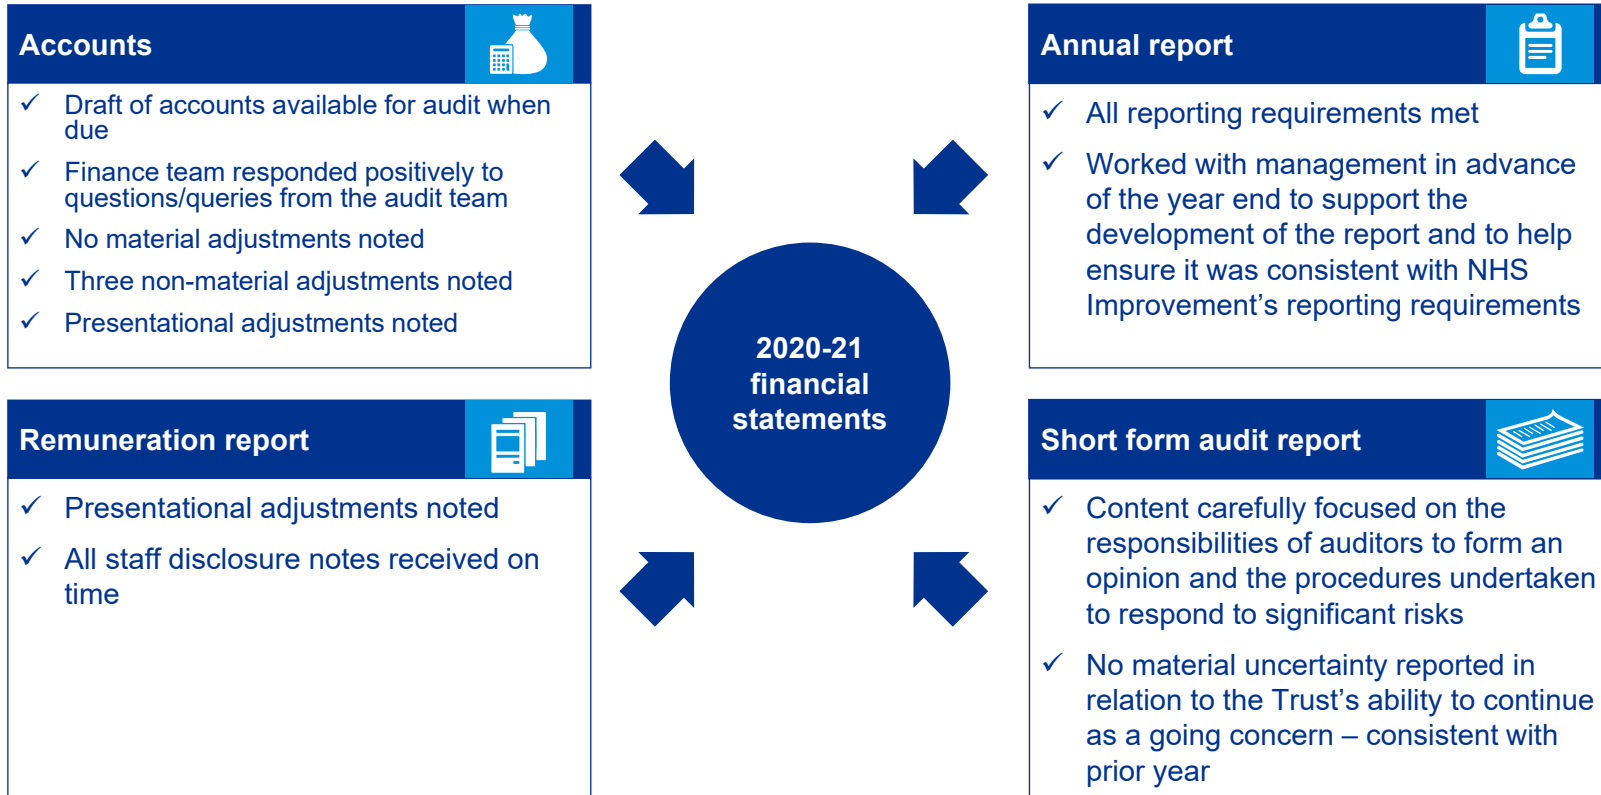 Accounts
✓ Draft of accounts available for audit when
due
✓ Finance team responded positively to
questions/queries from the audit team
✓ No material adjustments noted
✓ Three non-material adjustments noted
✓ Presentational adjustments noted
Annual report
✓ All reporting requirements met
✓ Worked with management in advance
of the year end to support the
development of the report and to help
ensure it was consistent with NHS
Improvement’s reporting requirements
2020-21
financial
statements
Remuneration report
✓ Presentational adjustments noted
✓ All staff disclosure notes received on
time
Short form audit report
✓ Content carefully focused on the
responsibilities of auditors to form an
opinion and the procedures undertaken
to respond to significant risks
✓ No material uncertainty reported in
relation to the Trust’s ability to continue
as a going concern – consistent with
prior year